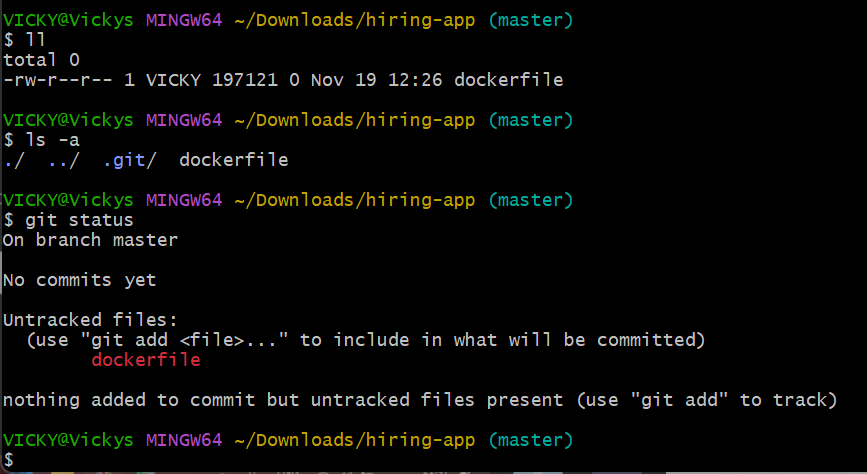 VICKY@Vickys MINGW64 ~/Downloads/hiring-app (master)
$ ll
total 0
-rw-r--r-- 1 VICKY 197121 0 Nov 19 12:26 dockerfile

VICKY@Vickys MINGW64 ~/Downloads/hiring-app (master)
$ ls -a
./  ../  .git/  dockerfile

VICKY@Vickys MINGW64 ~/Downloads/hiring-app (master)
$ git status
On branch master

No commits yet

Untracked files:
  (use "git add <file>..." to include in what will be committed)
        dockerfile

nothing added to commit but untracked files present (use "git add" to track)

VICKY@Vickys MINGW64 ~/Downloads/hiring-app (master)
$